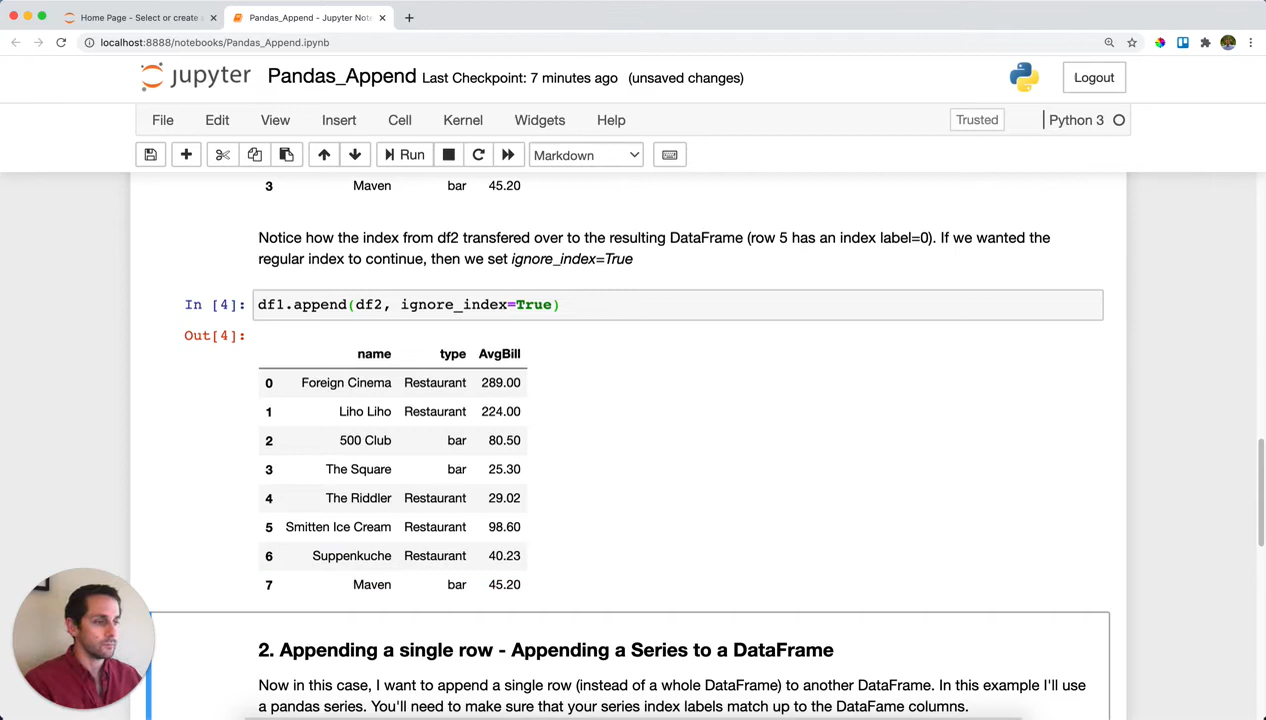 Home Page - Select or create a
Pandas_Append - Jupyter Note
localhost:8888/notebooks/Pandas_Append.ipynb
jupyter Pandas_Append Last Checkpoint: 7 minutes ago (unsaved changes) Logout
File Edit View Insert Cell Kernel Widgets Help Trusted Python 3
Run Markdown
3 Maven bar 45.20
Notice how the index from df2 transfered over to the resulting DataFrame (row 5 has an index label=0). If we wanted the
regular index to continue, then we set ignore_index=True
In [4]: df1.append(df2, ignore_index=True)
Out[4]:
name type AvgBill
0 Foreign Cinema Restaurant 289.00
1 Liho Liho Restaurant 224.00
2 500 Club bar 80.50
3 The Square bar 25.30
4 The Riddler Restaurant 29.02
5 Smitten Ice Cream Restaurant 98.60
6 Suppenkuche Restaurant 40.23
7 Maven bar 45.20
2. Appending a single row - Appending a Series to a DataFrame
Now in this case, I want to append a single row (instead of a whole DataFrame) to another DataFrame. In this example I'll use
a pandas series. You'll need to make sure that your series index labels match up to the DataFame columns.